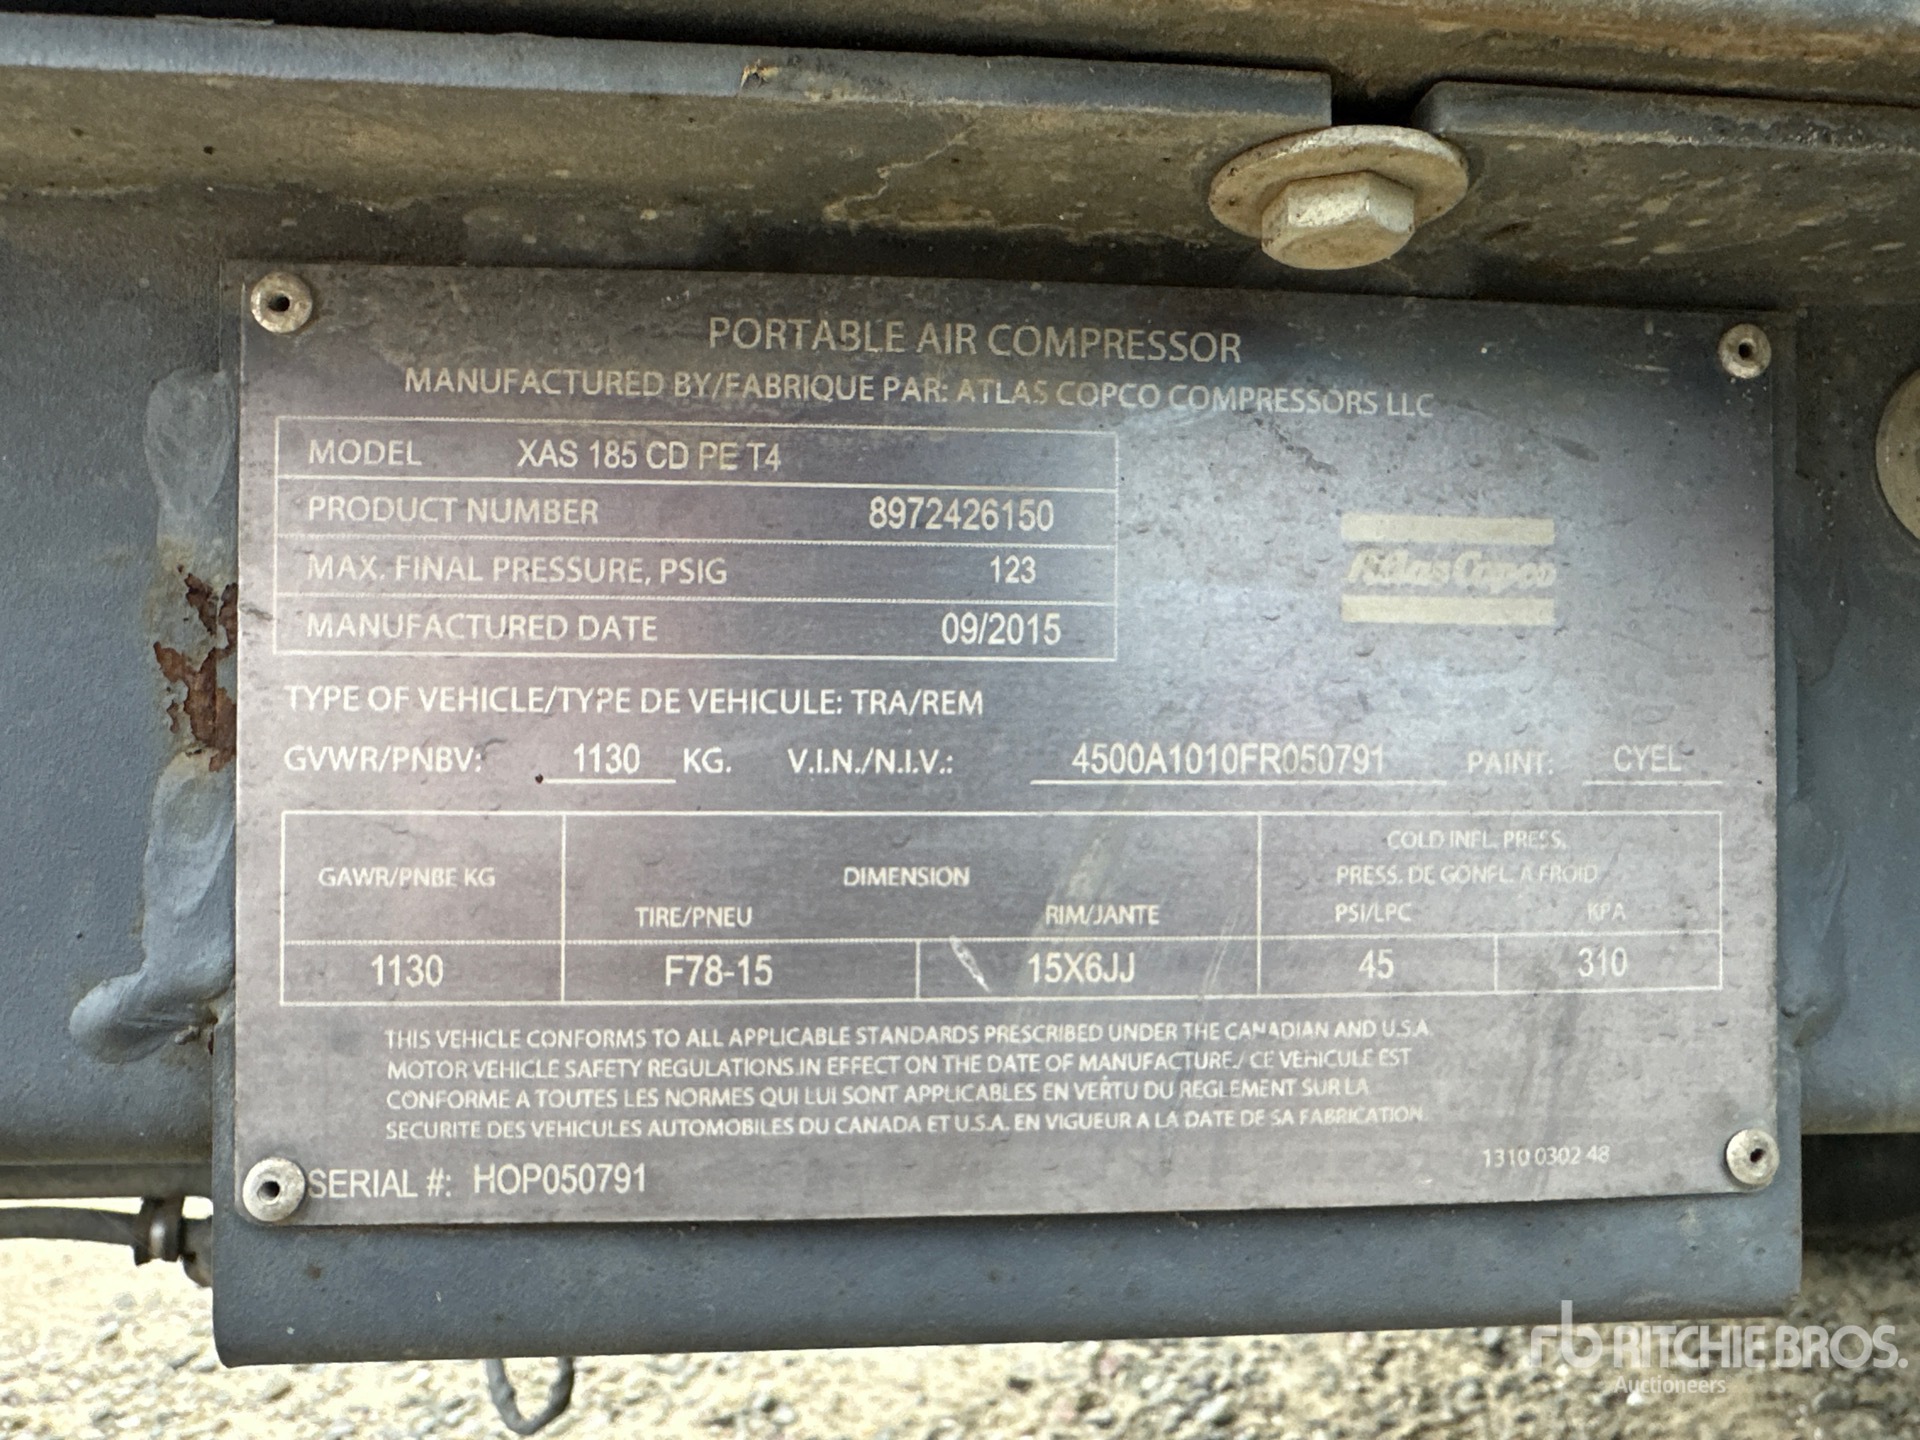 PORTABLE AIR COMPRESSOR
MANUFACTURED BY/FABRIQUE PAR: ATLAS COPCO COMPRESSORS LLC
MODEL XAS 185 CD PE T4
PRODUCT NUMBER 8972426150
MAX. FINAL PRESSURE, PSIG 123
MANUFACTURED DATE 09/2015
Atlas Copco
TYPE OF VEHICLE/TYPE DE VEHICULE: TRA/REM
GVWR/PNBV: 1130 KG. V.I.N./N.I.V.: 4500A1010FR050791 PAINT: CYEL
COLD INFL. PRESS.
GAWR/PNBE KG DIMENSION PRESS. DE GONFL. A FROID
TIRE/PNEU RIM/JANTE PSI/LPC KPA
1130 F78-15 15X6JJ 45 310
THIS VEHICLE CONFORMS TO ALL APPLICABLE STANDARDS PRESCRIBED UNDER THE CANADIAN AND U.S.A.
MOTOR VEHICLE SAFETY REGULATIONS IN EFFECT ON THE DATE OF MANUFACTURE./ CE VEHICULE EST
CONFORME A TOUTES LES NORMES QUI LUI SONT APPLICABLES EN VERTU DU REGLEMENT SUR LA
SECURITE DES VEHICULES AUTOMOBILES DU CANADA ET U.S.A. EN VIGUEUR A LA DATE DE SA FABRICATION.
1310 0302 48
SERIAL #: HOP050791
rb RITCHIE BROS.
Auctioneers